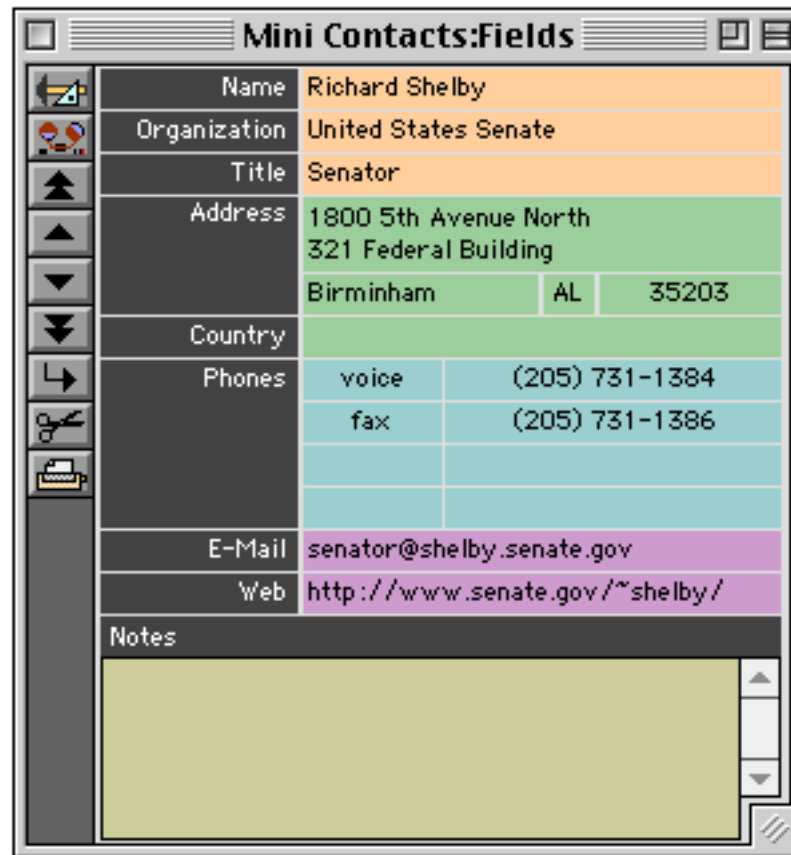 Mini Contacts:Fields
Name Richard Shelby
Organization United States Senate
Title Senator
Address 1800 5th Avenue North
321 Federal Building
Birminham AL 35203
Country
Phones voice (205) 731-1384
fax (205) 731-1386
E-Mail senator@shelby.senate.gov
Web http://www.senate.gov/~shelby/
Notes